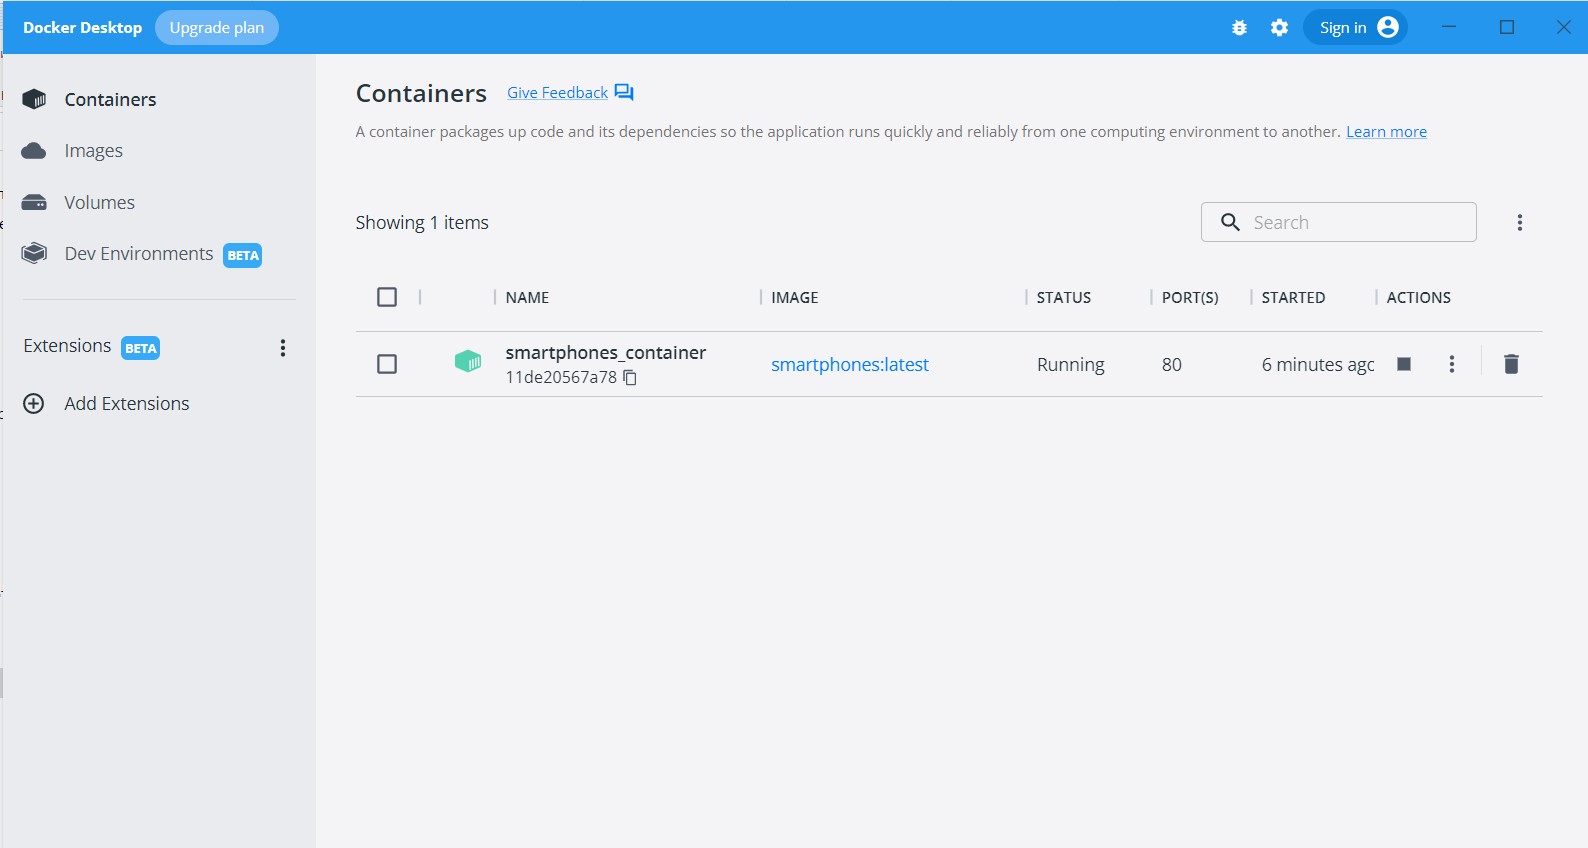 Docker Desktop Upgrade plan Sign in
Containers
Images
Volumes
Dev Environments BETA
Extensions BETA
Add Extensions
Containers Give Feedback
A container packages up code and its dependencies so the application runs quickly and reliably from one computing environment to another. Learn more
Showing 1 items Search
NAME IMAGE STATUS PORT(S) STARTED ACTIONS
smartphones_container
11de20567a78
smartphones:latest Running 80 6 minutes agc